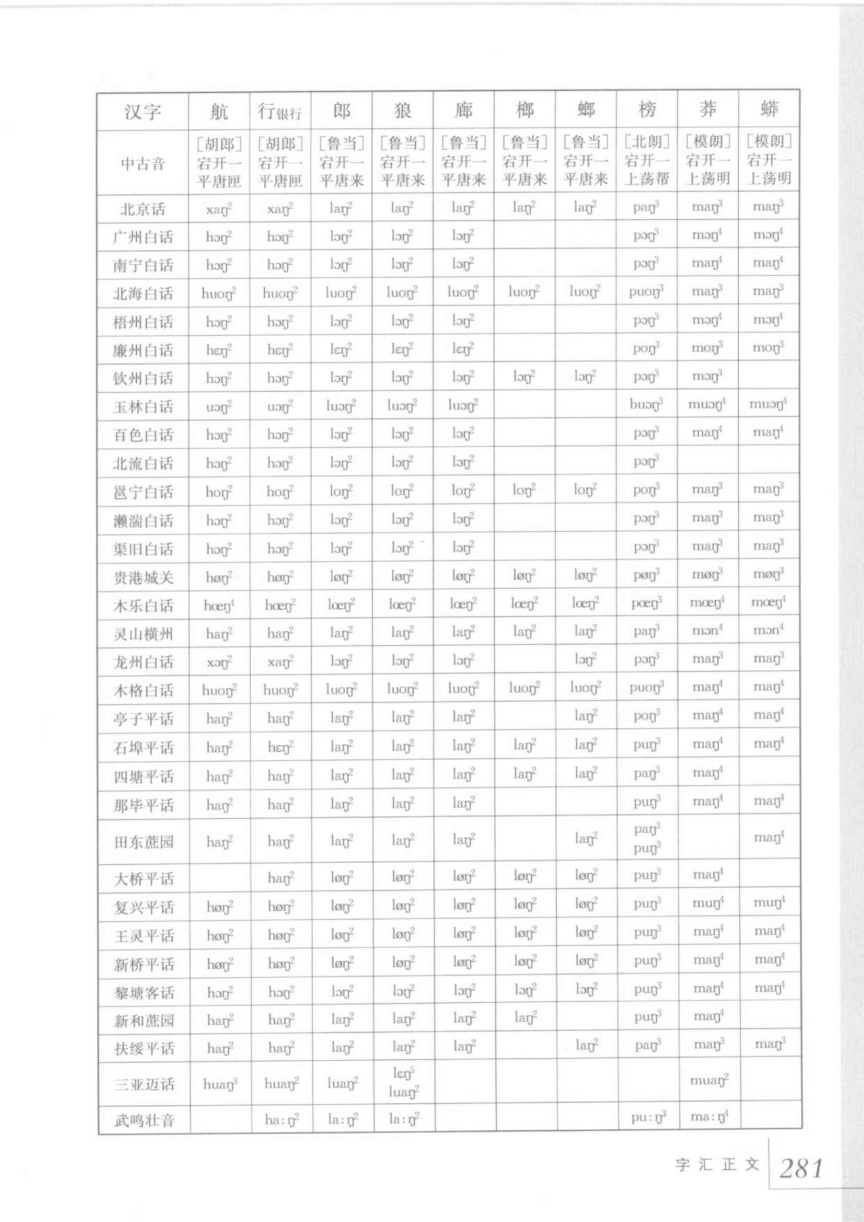 汉字 航 行银行 郎 狼 廊 榔 螂 榜 莽 蟒
中古音 [胡郎]宕开一平唐匣 [胡郎]宕开一平唐匣 [鲁当]宕开一平唐来 [鲁当]宕开一平唐来 [鲁当]宕开一平唐来 [鲁当]宕开一平唐来 [鲁当]宕开一平唐来 [北朗]宕开一上荡帮 [模朗]宕开一上荡明 [模朗]宕开一上荡明
北京话 xaŋ² xaŋ² laŋ² laŋ² laŋ² laŋ² laŋ² paŋ³ maŋ³ maŋ³
广州白话 hɔŋ² hɔŋ² lɔŋ² lɔŋ² lɔŋ² pɔŋ³ mɔŋ⁴ mɔŋ⁴
南宁白话 hɔŋ² hɔŋ² lɔŋ² lɔŋ² lɔŋ² pɔŋ³ maŋ⁴ maŋ⁴
北海白话 huoŋ² huoŋ² luoŋ² luoŋ² luoŋ² luoŋ² luoŋ² puoŋ³ maŋ³ maŋ³
梧州白话 hɔŋ² hɔŋ² lɔŋ² lɔŋ² lɔŋ² pɔŋ³ mɔŋ⁴ mɔŋ⁴
廉州白话 hɛŋ² hɛŋ² lɛŋ² lɛŋ² lɛŋ² poŋ³ moŋ³ moŋ³
钦州白话 hɔŋ² hɔŋ² lɔŋ² lɔŋ² lɔŋ² lɔŋ² lɔŋ² pɔŋ³ mɔŋ³
玉林白话 uɔŋ² uɔŋ² luɔŋ² luɔŋ² luɔŋ² buɔŋ³ muɔŋ⁴ muɔŋ⁴
百色白话 hɔŋ² hɔŋ² lɔŋ² lɔŋ² lɔŋ² pɔŋ³ maŋ⁴ maŋ⁴
北流白话 hɔŋ² hɔŋ² lɔŋ² lɔŋ² lɔŋ² pɔŋ³
邕宁白话 hoŋ² hoŋ² loŋ² loŋ² loŋ² loŋ² loŋ² poŋ³ maŋ³ maŋ³
濑湍白话 hɔŋ² hɔŋ² lɔŋ² lɔŋ² lɔŋ² pɔŋ³ maŋ³ maŋ³
渠旧白话 hɔŋ² hɔŋ² lɔŋ² lɔŋ² lɔŋ² pɔŋ³ maŋ³ maŋ³
贵港城关 høŋ² høŋ² løŋ² løŋ² løŋ² løŋ² løŋ² pøŋ³ møŋ³ møŋ³
木乐白话 hœŋ⁴ hœŋ² lœŋ² lœŋ² lœŋ² lœŋ² lœŋ² pœŋ³ mœŋ⁴ mœŋ⁴
灵山横州 haŋ² haŋ² laŋ² laŋ² laŋ² laŋ² laŋ² paŋ³ mɔn⁴ mɔn⁴
龙州白话 xɔŋ² xaŋ² lɔŋ² lɔŋ² lɔŋ² lɔŋ² pɔŋ³ maŋ³ maŋ³
木格白话 huoŋ² huoŋ² luoŋ² luoŋ² luoŋ² luoŋ² luoŋ² puoŋ³ maŋ⁴ maŋ⁴
亭子平话 haŋ² haŋ² laŋ² laŋ² laŋ² laŋ² poŋ³ maŋ⁴ maŋ⁴
石埠平话 haŋ² hɛŋ² laŋ² laŋ² laŋ² laŋ² laŋ² puŋ³ maŋ⁴ maŋ⁴
四塘平话 haŋ² haŋ² laŋ² laŋ² laŋ² laŋ² laŋ² paŋ³ maŋ⁴
那毕平话 haŋ² haŋ² laŋ² laŋ² laŋ² puŋ³ maŋ⁴ maŋ⁴
田东蔗园 haŋ² haŋ² laŋ² laŋ² laŋ² laŋ² paŋ³ puŋ³ maŋ⁴
大桥平话 haŋ² løŋ² løŋ² løŋ² løŋ² løŋ² puŋ³ maŋ⁴
复兴平话 høŋ² høŋ² løŋ² løŋ² løŋ² løŋ² løŋ² puŋ³ muŋ⁴ muŋ⁴
王灵平话 høŋ² høŋ² løŋ² løŋ² løŋ² løŋ² løŋ² puŋ³ maŋ⁴ maŋ⁴
新桥平话 høŋ² høŋ² løŋ² løŋ² løŋ² løŋ² løŋ² puŋ³ maŋ⁴ maŋ⁴
黎塘客话 hɔŋ² hɔŋ² lɔŋ² lɔŋ² lɔŋ² lɔŋ² lɔŋ² puŋ³ maŋ⁴ maŋ⁴
新和蔗园 haŋ² haŋ² laŋ² laŋ² laŋ² laŋ² puŋ³ maŋ⁴
扶绥平话 haŋ² haŋ² laŋ² laŋ² laŋ² laŋ² paŋ³ maŋ³ maŋ³
三亚迈话 huaŋ³ huaŋ² luaŋ² lɛŋ⁵ luaŋ² muaŋ²
武鸣壮音 ha:ŋ² la:ŋ² la:ŋ² pu:ŋ³ ma:ŋ⁴
字汇正文 281